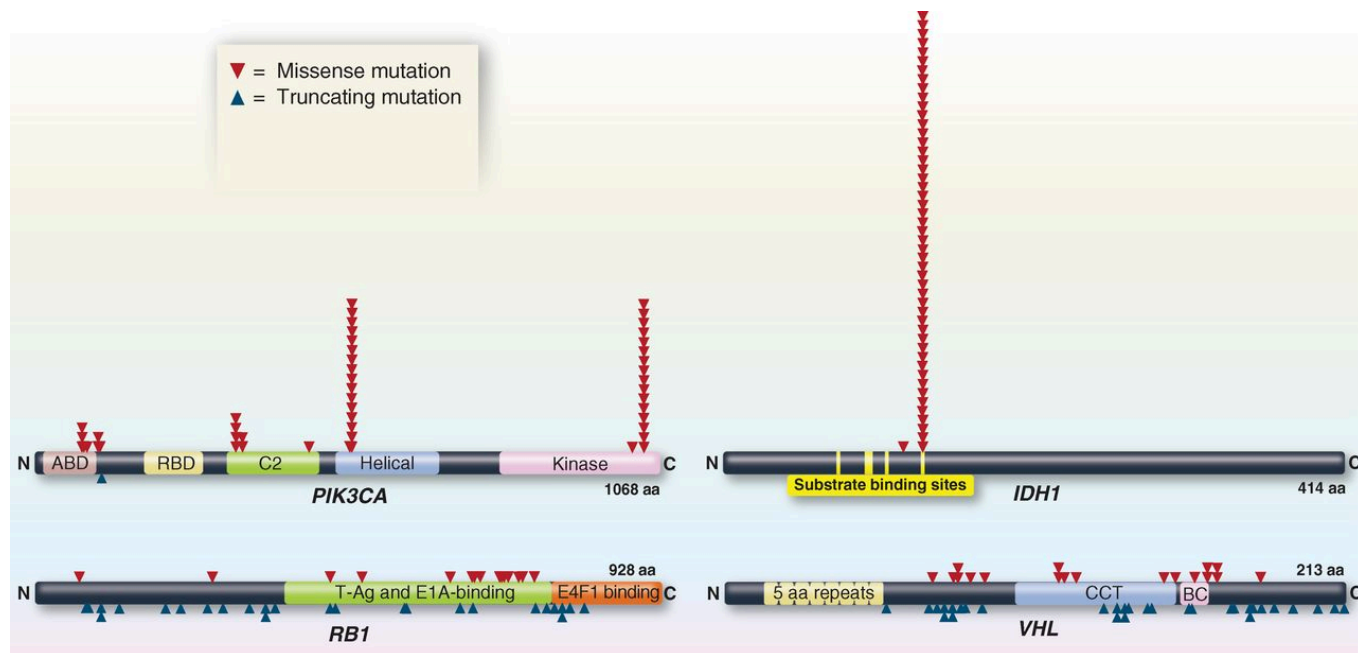 ▼ = Missense mutation
▲ = Truncating mutation
N ABD RBD C2 Helical Kinase C
1068 aa
PIK3CA
N C
Substrate binding sites
414 aa
IDH1
928 aa
N T-Ag and E1A-binding E4F1 binding C
RB1
213 aa
N 5 aa repeats CCT BC C
VHL